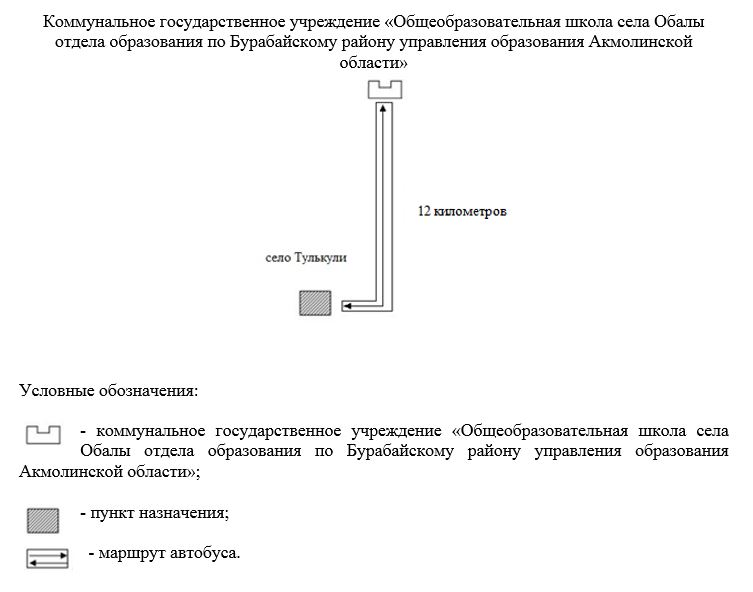 Коммунальное государственное учреждение «Общеобразовательная школа села Обалы
отдела образования по Бурабайскому району управления образования Акмолинской
области»
12 километров
село Тулькули
Условные обозначения:
- коммунальное государственное учреждение «Общеобразовательная школа села
Обалы отдела образования по Бурабайскому району управления образования
Акмолинской области»;
- пункт назначения;
- маршрут автобуса.